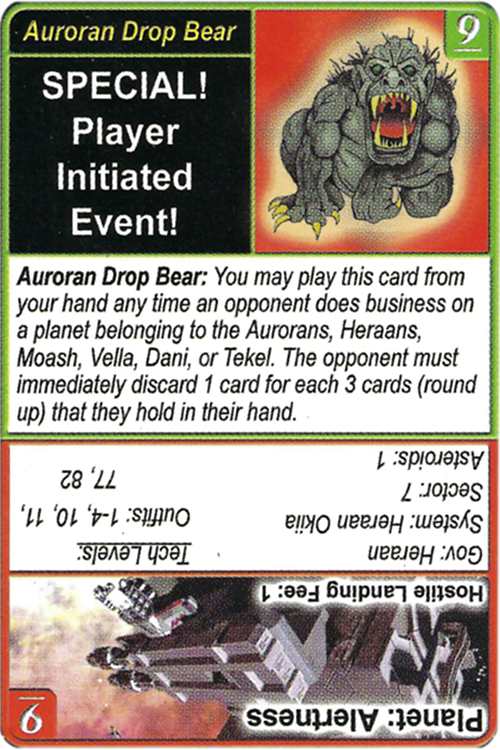 Auroran Drop Bear
9
SPECIAL!
Player
Initiated
Event!
Auroran Drop Bear: You may play this card from
your hand any time an opponent does business on
a planet belonging to the Aurorans, Heraans,
Moash, Vella, Dani, or Tekel. The opponent must
immediately discard 1 card for each 3 cards (round
up) that they hold in their hand.
Planet: Alertness
6
Hostile Landing Fee: 1
Gov: Heraan
System: Heraan Okiia
Sector: 7
Asteroids: 1
Tech Levels:
Outfits: 1-4, 10, 11,
77, 82